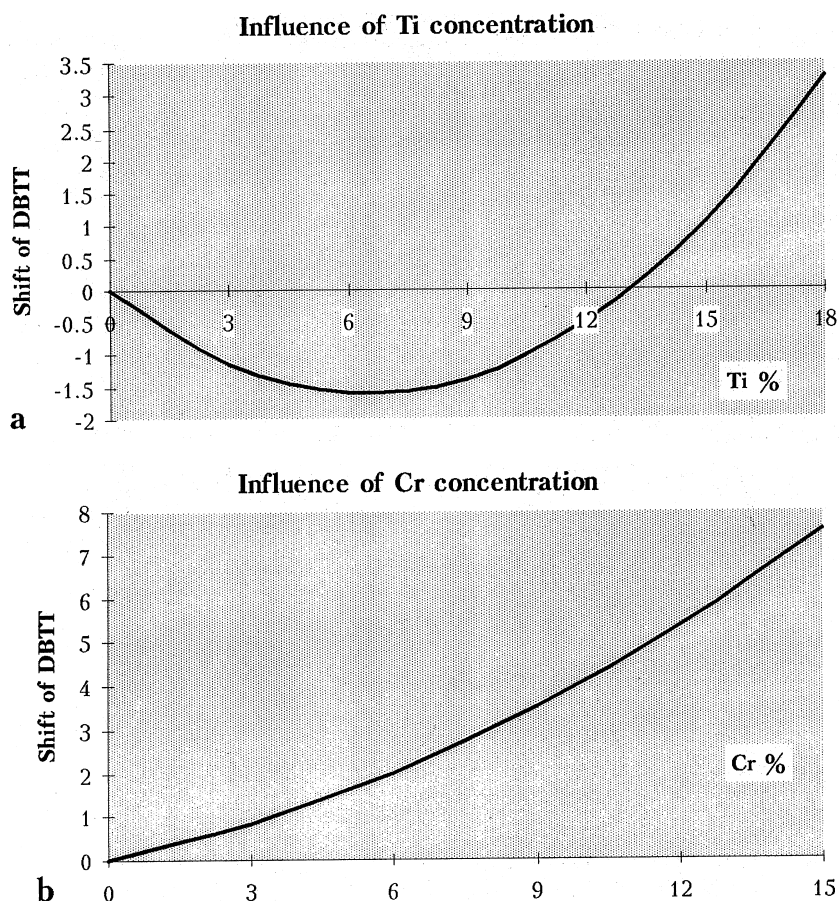 Influence of Ti concentration
3.5
3
2.5
2
1.5
1
0.5
0
-0.5
-1
-1.5
-2
Shift of DBTT
0 3 6 9 12 15 18
Ti %
a
Influence of Cr concentration
8
7
6
5
4
3
2
1
0
Shift of DBTT
Cr %
b
0 3 6 9 12 15